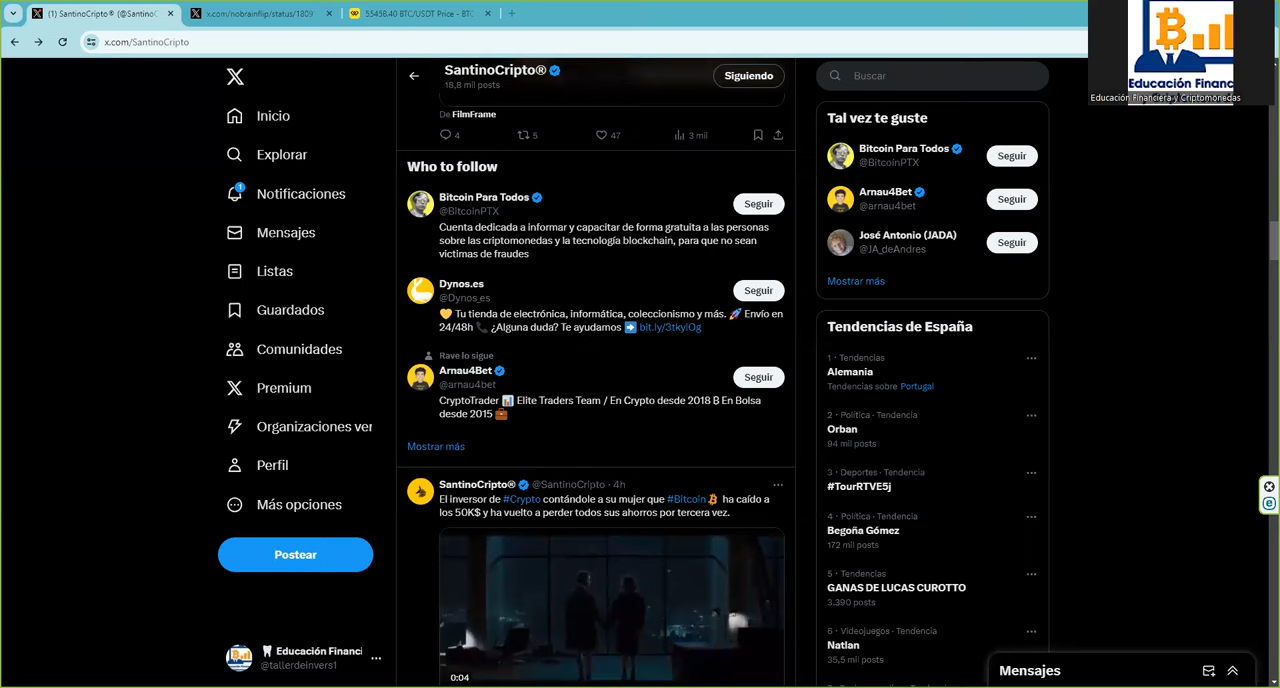 (1) SantinoCripto® (@SantinoC
x.com/nobrainflip/status/1809
55458.40 BTC/USDT Price - BTC
x.com/SantinoCripto
Educación Financ
Educación Financiera y Criptomonedas
Inicio
Explorar
1
Notificaciones
Mensajes
Listas
Guardados
Comunidades
Premium
Organizaciones ver
Perfil
Más opciones
Postear
Educación Financi
@tallerdeinvers1
SantinoCripto®
18,8 mil posts
Siguiendo
De FilmFrame
4 5 47 3 mil
Who to follow
Bitcoin Para Todos
@BitcoinPTX
Seguir
Cuenta dedicada a informar y capacitar de forma gratuita a las personas
sobre las criptomonedas y la tecnología blockchain, para que no sean
victimas de fraudes
Dynos.es
@Dynos_es
Seguir
💛 Tu tienda de electrónica, informática, coleccionismo y más. 🚀 Envío en
24/48h 📞 ¿Alguna duda? Te ayudamos ➡️ bit.ly/3tkylOg
Rave lo sigue
Arnau4Bet
@arnau4bet
Seguir
CryptoTrader 📊 Elite Traders Team / En Crypto desde 2018 ₿ En Bolsa
desde 2015 💼
Mostrar más
SantinoCripto® @SantinoCripto · 4h
El inversor de #Crypto contándole a su mujer que #Bitcoin ha caído a
los 50K$ y ha vuelto a perder todos sus ahorros por tercera vez.
0:04
Buscar
Tal vez te guste
Bitcoin Para Todos
@BitcoinPTX
Seguir
Arnau4Bet
@arnau4bet
Seguir
José Antonio (JADA)
@JA_deAndres
Seguir
Mostrar más
Tendencias de España
1 · Tendencias
Alemania
Tendencias sobre Portugal
2 · Política · Tendencia
Orban
94 mil posts
3 · Deportes · Tendencia
#TourRTVE5j
4 · Política · Tendencia
Begoña Gómez
172 mil posts
5 · Tendencias
GANAS DE LUCAS CUROTTO
3.390 posts
6 · Videojuegos · Tendencia
Natlan
35,5 mil posts
Mensajes